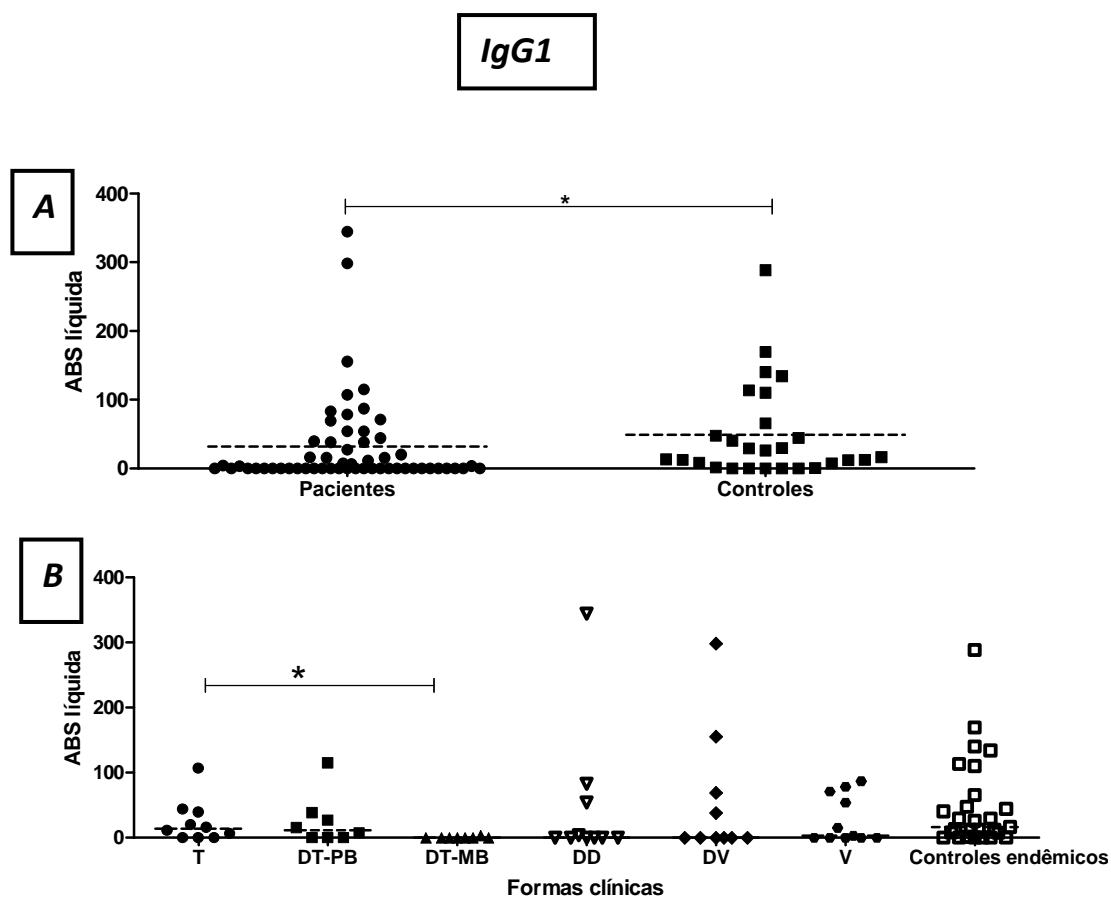 IgG1
A
400
300
200
100
0
ABS líquida
*
Pacientes Controles
B
400
300
200
100
0
ABS líquida
*
T DT-PB DT-MB DD DV V Controles endêmicos
Formas clínicas